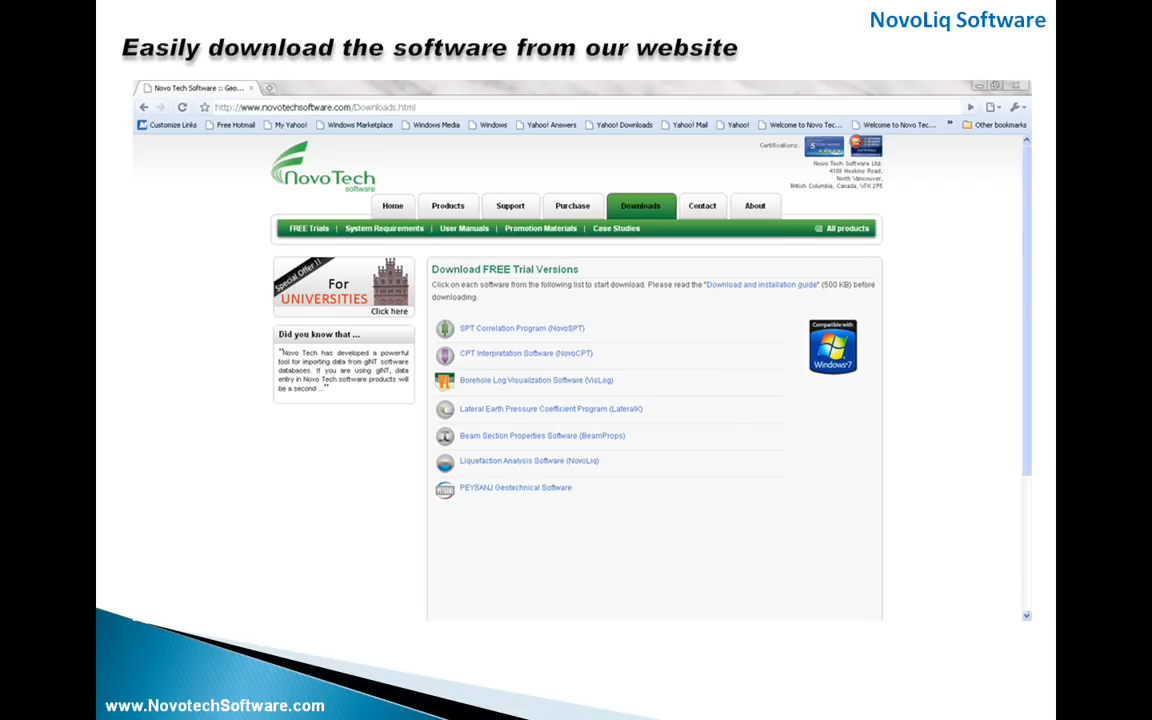 NovoLiq Software
Easily download the software from our website
Novo Tech Software :: Geo...
http://www.novotechsoftware.com/Downloads.html
Customize Links Free Hotmail My Yahoo! Windows Marketplace Windows Media Windows Yahoo! Answers Yahoo! Downloads Yahoo! Mail Yahoo! Welcome to Novo Tec... Welcome to Novo Tec... » Other bookmarks
Certifications:
NovoTech
software
Novo Tech Software Ltd.
4188 Hoskins Road,
North Vancouver,
British Columbia, Canada, V7K 2P5
Home Products Support Purchase Downloads Contact About
FREE Trials | System Requirements | User Manuals | Promotion Materials | Case Studies All products
Special Offer !!
For
UNIVERSITIES
Click here
Did you know that ...
"Novo Tech has developed a powerful
tool for importing data from gINT software
databases. If you are using gINT, data
entry in Novo Tech software products will
be a second ..."
Download FREE Trial Versions
Click on each software from the following list to start download. Please read the "Download and installation guide" (500 KB) before
downloading.
SPT Correlation Program (NovoSPT)
CPT Interpretation Software (NovoCPT)
Borehole Log Visualization Software (VisLog)
Lateral Earth Pressure Coefficient Program (LateralK)
Beam Section Properties Software (BeamProps)
Liquefaction Analysis Software (NovoLiq)
PEYSANJ Geotechnical Software
Compatible with
Windows 7
www.NovotechSoftware.com